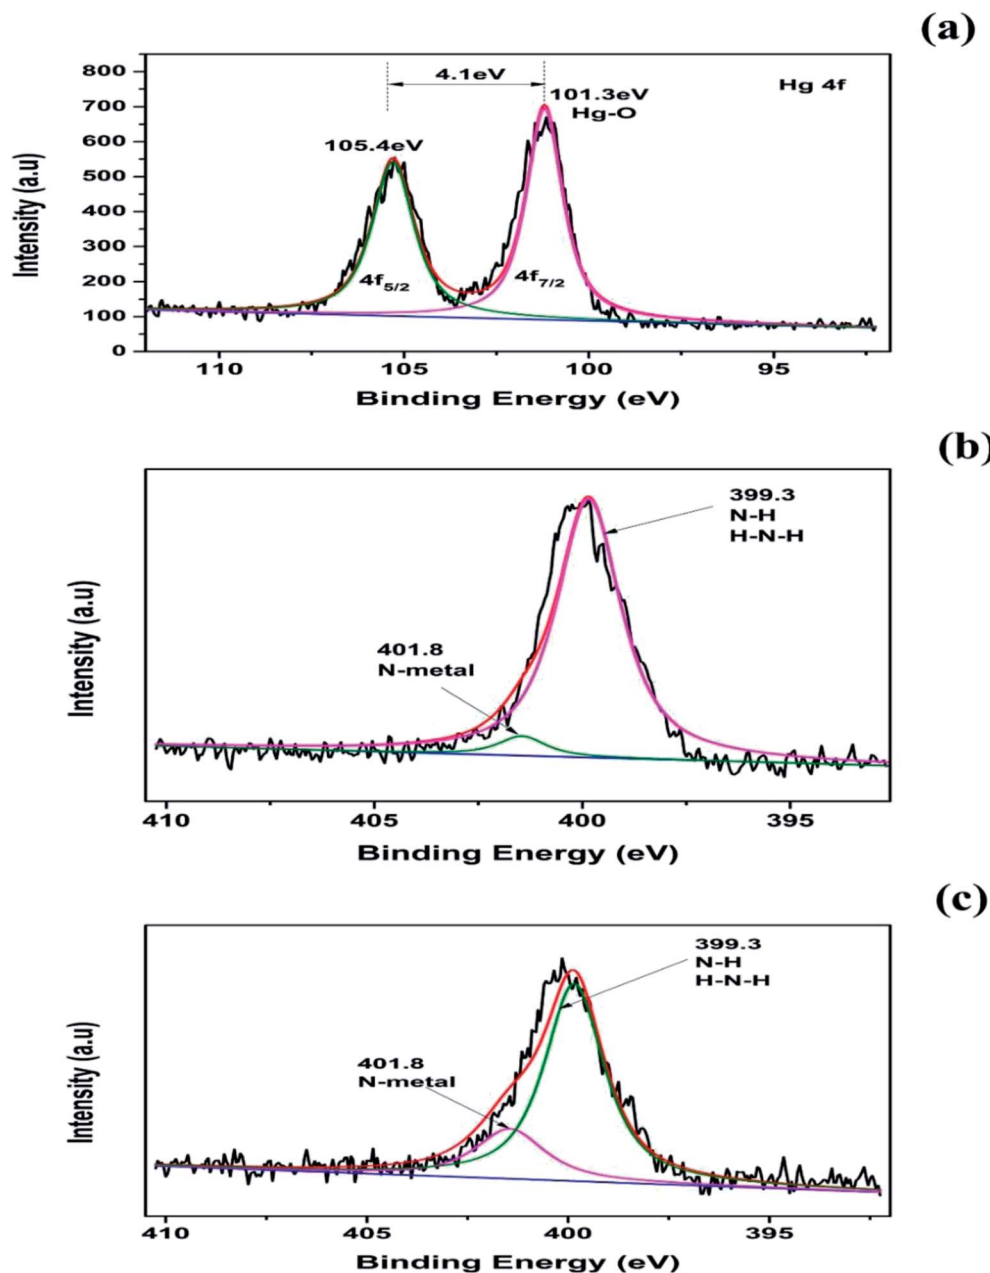 (a)
800
700
600
500
400
300
200
100
0
Intensity (a.u)
4.1eV
101.3eV
Hg-O
Hg 4f
105.4eV
4f5/2
4f7/2
110
105
100
95
Binding Energy (eV)
(b)
399.3
N-H
H-N-H
401.8
N-metal
Intensity (a.u)
410
405
400
395
Binding Energy (eV)
(c)
399.3
N-H
H-N-H
401.8
N-metal
Intensity (a.u)
410
405
400
395
Binding Energy (eV)